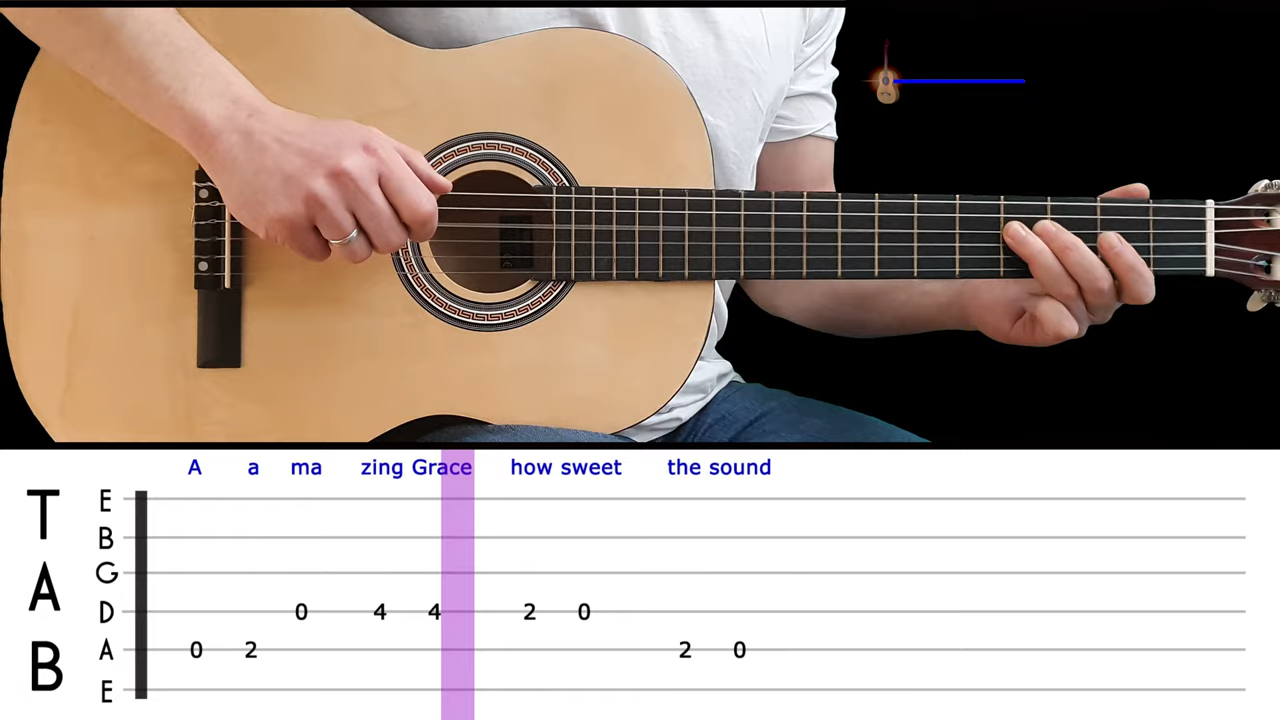 A a ma zing Grace how sweet the sound
T A B
E
B
G
D 0 4 4 2 0
A 0 2 2 0
E